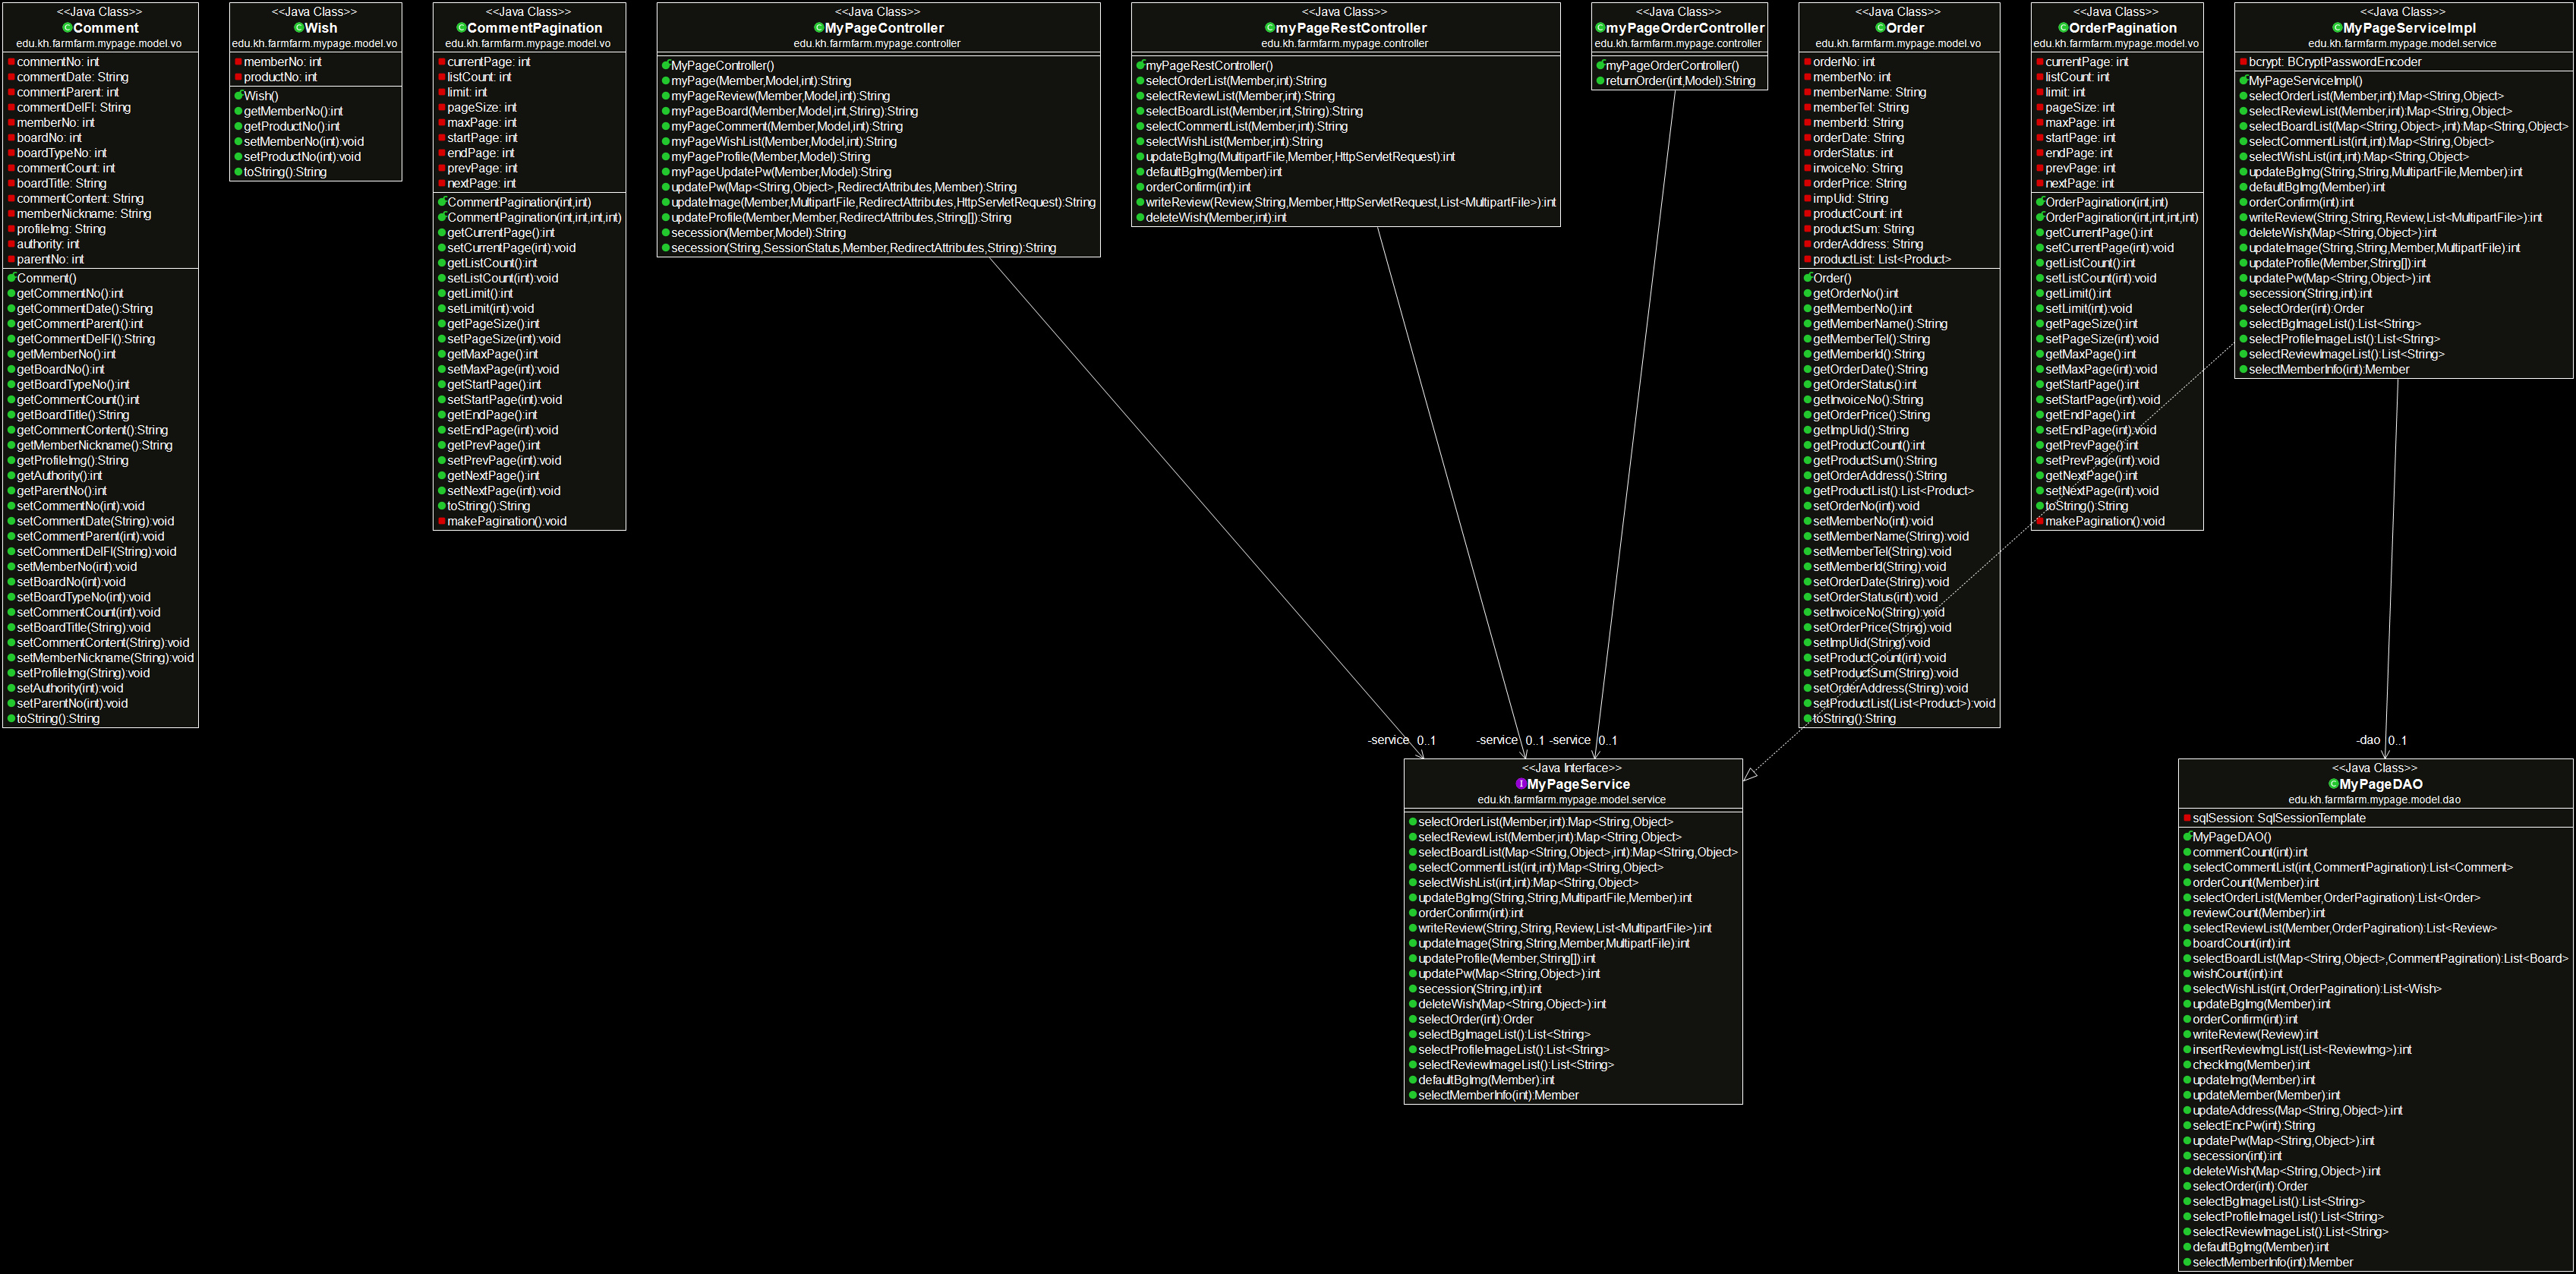 <<Java Class>>
Comment
edu.kh.farmfarm.mypage.model.vo
commentNo: int
commentDate: String
commentParent: int
commentDelFl: String
memberNo: int
boardNo: int
boardTypeNo: int
commentCount: int
boardTitle: String
commentContent: String
memberNickname: String
profileImg: String
authority: int
parentNo: int
Comment()
getCommentNo():int
getCommentDate():String
getCommentParent():int
getCommentDelFl():String
getMemberNo():int
getBoardNo():int
getBoardTypeNo():int
getCommentCount():int
getBoardTitle():String
getCommentContent():String
getMemberNickname():String
getProfileImg():String
getAuthority():int
getParentNo():int
setCommentNo(int):void
setCommentDate(String):void
setCommentParent(int):void
setCommentDelFl(String):void
setMemberNo(int):void
setBoardNo(int):void
setBoardTypeNo(int):void
setCommentCount(int):void
setBoardTitle(String):void
setCommentContent(String):void
setMemberNickname(String):void
setProfileImg(String):void
setAuthority(int):void
setParentNo(int):void
toString():String
<<Java Class>>
Wish
edu.kh.farmfarm.mypage.model.vo
memberNo: int
productNo: int
Wish()
getMemberNo():int
getProductNo():int
setMemberNo(int):void
setProductNo(int):void
toString():String
<<Java Class>>
CommentPagination
edu.kh.farmfarm.mypage.model.vo
currentPage: int
listCount: int
limit: int
pageSize: int
maxPage: int
startPage: int
endPage: int
prevPage: int
nextPage: int
CommentPagination(int,int)
CommentPagination(int,int,int,int)
getCurrentPage():int
setCurrentPage(int):void
getListCount():int
setListCount(int):void
getLimit():int
setLimit(int):void
getPageSize():int
setPageSize(int):void
getMaxPage():int
setMaxPage(int):void
getStartPage():int
setStartPage(int):void
getEndPage():int
setEndPage(int):void
getPrevPage():int
setPrevPage(int):void
getNextPage():int
setNextPage(int):void
toString():String
makePagination():void
<<Java Class>>
MyPageController
edu.kh.farmfarm.mypage.controller
MyPageController()
myPage(Member,Model,int):String
myPageReview(Member,Model,int):String
myPageBoard(Member,Model,int,String):String
myPageComment(Member,Model,int):String
myPageWishList(Member,Model,int):String
myPageProfile(Member,Model):String
myPageUpdatePw(Member,Model):String
updatePw(Map<String,Object>,RedirectAttributes,Member):String
updateImage(Member,MultipartFile,RedirectAttributes,HttpServletRequest):String
updateProfile(Member,Member,RedirectAttributes,String[]):String
secession(Member,Model):String
secession(String,SessionStatus,Member,RedirectAttributes,String):String
<<Java Class>>
myPageRestController
edu.kh.farmfarm.mypage.controller
myPageRestController()
selectOrderList(Member,int):String
selectReviewList(Member,int):String
selectBoardList(Member,int,String):String
selectCommentList(Member,int):String
selectWishList(Member,int):String
updateBgImg(MultipartFile,Member,HttpServletRequest):int
defaultBgImg(Member):int
orderConfirm(int):int
writeReview(Review,String,Member,HttpServletRequest,List<MultipartFile>):int
deleteWish(Member,int):int
<<Java Class>>
myPageOrderController
edu.kh.farmfarm.mypage.controller
myPageOrderController()
returnOrder(int,Model):String
<<Java Class>>
Order
edu.kh.farmfarm.mypage.model.vo
orderNo: int
memberNo: int
memberName: String
memberTel: String
memberId: String
orderDate: String
orderStatus: int
invoiceNo: String
orderPrice: String
impUid: String
productCount: int
productSum: String
orderAddress: String
productList: List<Product>
Order()
getOrderNo():int
getMemberNo():int
getMemberName():String
getMemberTel():String
getMemberId():String
getOrderDate():String
getOrderStatus():int
getInvoiceNo():String
getOrderPrice():String
getImpUid():String
getProductCount():int
getProductSum():String
getOrderAddress():String
getProductList():List<Product>
setOrderNo(int):void
setMemberNo(int):void
setMemberName(String):void
setMemberTel(String):void
setMemberId(String):void
setOrderDate(String):void
setOrderStatus(int):void
setInvoiceNo(String):void
setOrderPrice(String):void
setImpUid(String):void
setProductCount(int):void
setProductSum(String):void
setOrderAddress(String):void
setProductList(List<Product>):void
toString():String
<<Java Class>>
OrderPagination
edu.kh.farmfarm.mypage.model.vo
currentPage: int
listCount: int
limit: int
pageSize: int
maxPage: int
startPage: int
endPage: int
prevPage: int
nextPage: int
OrderPagination(int,int)
OrderPagination(int,int,int,int)
getCurrentPage():int
setCurrentPage(int):void
getListCount():int
setListCount(int):void
getLimit():int
setLimit(int):void
getPageSize():int
setPageSize(int):void
getMaxPage():int
setMaxPage(int):void
getStartPage():int
setStartPage(int):void
getEndPage():int
setEndPage(int):void
getPrevPage():int
setPrevPage(int):void
getNextPage():int
setNextPage(int):void
toString():String
makePagination():void
<<Java Class>>
MyPageServiceImpl
edu.kh.farmfarm.mypage.model.service
bcrypt: BCryptPasswordEncoder
MyPageServiceImpl()
selectOrderList(Member,int):Map<String,Object>
selectReviewList(Member,int):Map<String,Object>
selectBoardList(Map<String,Object>,int):Map<String,Object>
selectCommentList(int,int):Map<String,Object>
selectWishList(int,int):Map<String,Object>
updateBgImg(String,String,MultipartFile,Member):int
defaultBgImg(Member):int
orderConfirm(int):int
writeReview(String,String,Review,List<MultipartFile>):int
deleteWish(Map<String,Object>):int
updateImage(String,String,Member,MultipartFile):int
updateProfile(Member,String[]):int
updatePw(Map<String,Object>):int
secession(String,int):int
selectOrder(int):Order
selectBgImageList():List<String>
selectProfileImageList():List<String>
selectReviewImageList():List<String>
selectMemberInfo(int):Member
-service 0..1
-service 0..1
-service 0..1
-dao 0..1
<<Java Interface>>
MyPageService
edu.kh.farmfarm.mypage.model.service
selectOrderList(Member,int):Map<String,Object>
selectReviewList(Member,int):Map<String,Object>
selectBoardList(Map<String,Object>,int):Map<String,Object>
selectCommentList(int,int):Map<String,Object>
selectWishList(int,int):Map<String,Object>
updateBgImg(String,String,MultipartFile,Member):int
orderConfirm(int):int
writeReview(String,String,Review,List<MultipartFile>):int
updateImage(String,String,Member,MultipartFile):int
updateProfile(Member,String[]):int
updatePw(Map<String,Object>):int
secession(String,int):int
deleteWish(Map<String,Object>):int
selectOrder(int):Order
selectBgImageList():List<String>
selectProfileImageList():List<String>
selectReviewImageList():List<String>
defaultBgImg(Member):int
selectMemberInfo(int):Member
<<Java Class>>
MyPageDAO
edu.kh.farmfarm.mypage.model.dao
sqlSession: SqlSessionTemplate
MyPageDAO()
commentCount(int):int
selectCommentList(int,CommentPagination):List<Comment>
orderCount(Member):int
selectOrderList(Member,OrderPagination):List<Order>
reviewCount(Member):int
selectReviewList(Member,OrderPagination):List<Review>
boardCount(int):int
selectBoardList(Map<String,Object>,CommentPagination):List<Board>
wishCount(int):int
selectWishList(int,OrderPagination):List<Wish>
updateBgImg(Member):int
orderConfirm(int):int
writeReview(Review):int
insertReviewImgList(List<ReviewImg>):int
checkImg(Member):int
updateImg(Member):int
updateMember(Member):int
updateAddress(Map<String,Object>):int
selectEncPw(int):String
updatePw(Map<String,Object>):int
secession(int):int
deleteWish(Map<String,Object>):int
selectOrder(int):Order
selectBgImageList():List<String>
selectProfileImageList():List<String>
selectReviewImageList():List<String>
defaultBgImg(Member):int
selectMemberInfo(int):Member